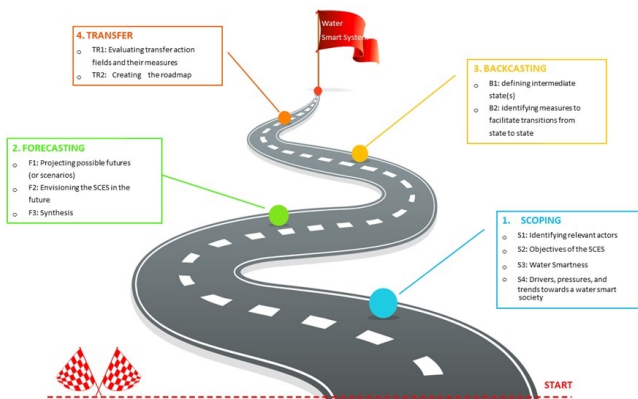 Water
Smart System
4. TRANSFER
TR1: Evaluating transfer action
fields and their measures
TR2: Creating the roadmap
3. BACKCASTING
B1: defining intermediate
state(s)
B2: identifying measures to
facilitate transitions from
state to state
2. FORECASTING
F1: Projecting possible futures
(or scenarios)
F2: Envisioning the SCES in the
future
F3: Synthesis
1. SCOPING
S1: Identifying relevant actors
S2: Objectives of the SCES
S3: Water Smartness
S4: Drivers, pressures, and
trends towards a water smart
society
START